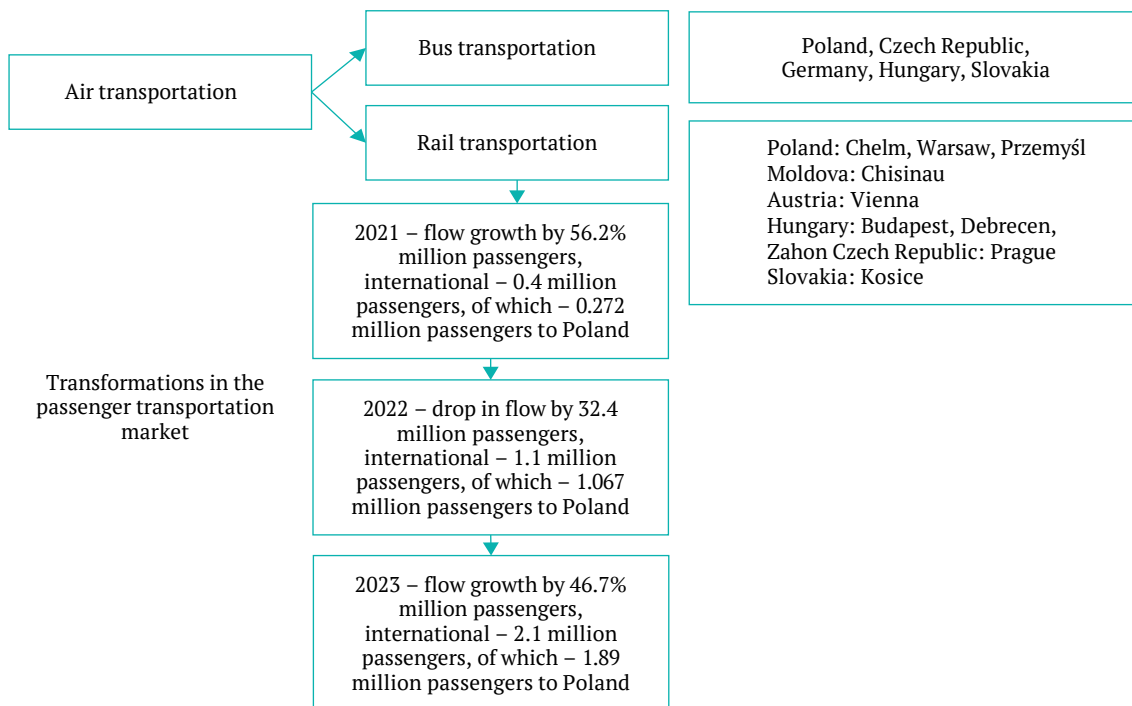 Air transportation
Bus transportation
Poland, Czech Republic,
Germany, Hungary, Slovakia
Rail transportation
Poland: Chelm, Warsaw, Przemyśl
Moldova: Chisinau
Austria: Vienna
Hungary: Budapest, Debrecen,
Zahon Czech Republic: Prague
Slovakia: Kosice
2021 – flow growth by 56.2%
million passengers,
international – 0.4 million
passengers, of which – 0.272
million passengers to Poland
Transformations in the
passenger transportation
market
2022 – drop in flow by 32.4
million passengers,
international – 1.1 million
passengers, of which – 1.067
million passengers to Poland
2023 – flow growth by 46.7%
million passengers,
international – 2.1 million
passengers, of which – 1.89
million passengers to Poland